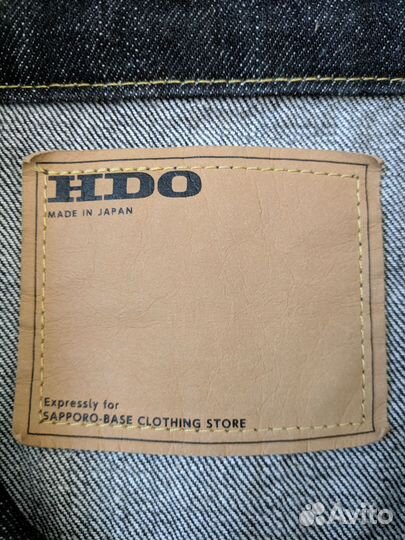 HDO
MADE IN JAPAN
Expressly for
SAPPORO-BASE CLOTHING STORE
Avito